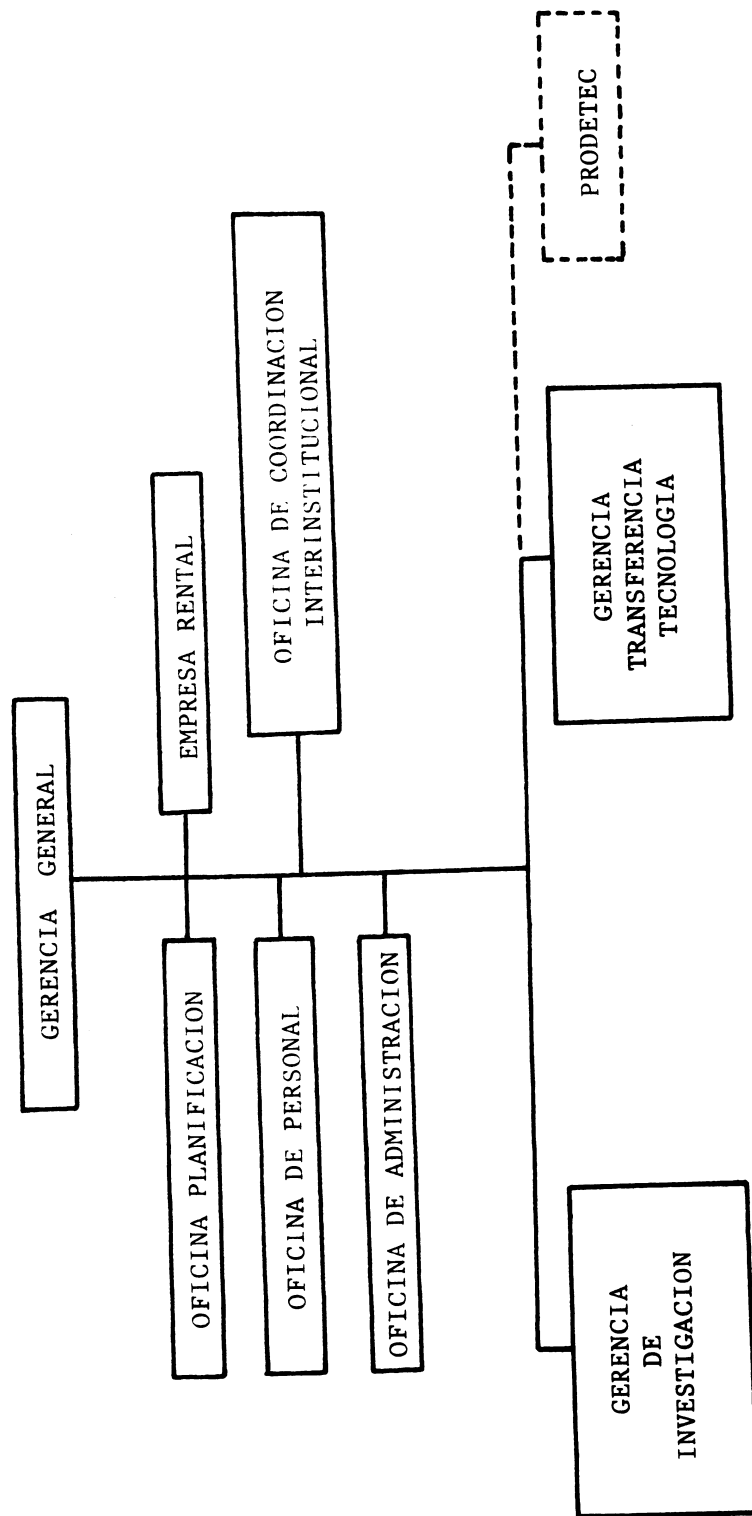 GERENCIA GENERAL
OFICINA PLANIFICACION
EMPRESA RENTAL
OFICINA DE PERSONAL
OFICINA DE COORDINACION
INTERINSTITUCIONAL
OFICINA DE ADMINISTRACION
GERENCIA
DE
INVESTIGACION
GERENCIA
TRANSFERENCIA
TECNOLOGIA
PRODETEC